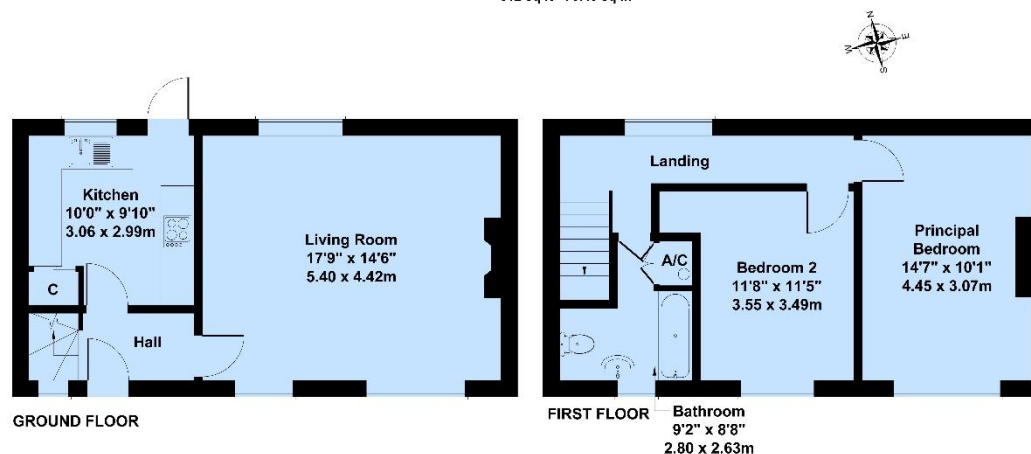 N
W
E
S
Kitchen
10'0" x 9'10"
3.06 x 2.99m
Living Room
17'9" x 14'6"
5.40 x 4.42m
C
Hall
GROUND FLOOR
Landing
Principal
Bedroom
14'7" x 10'1"
4.45 x 3.07m
A/C
Bedroom 2
11'8" x 11'5"
3.55 x 3.49m
FIRST FLOOR
Bathroom
9'2" x 8'8"
2.80 x 2.63m